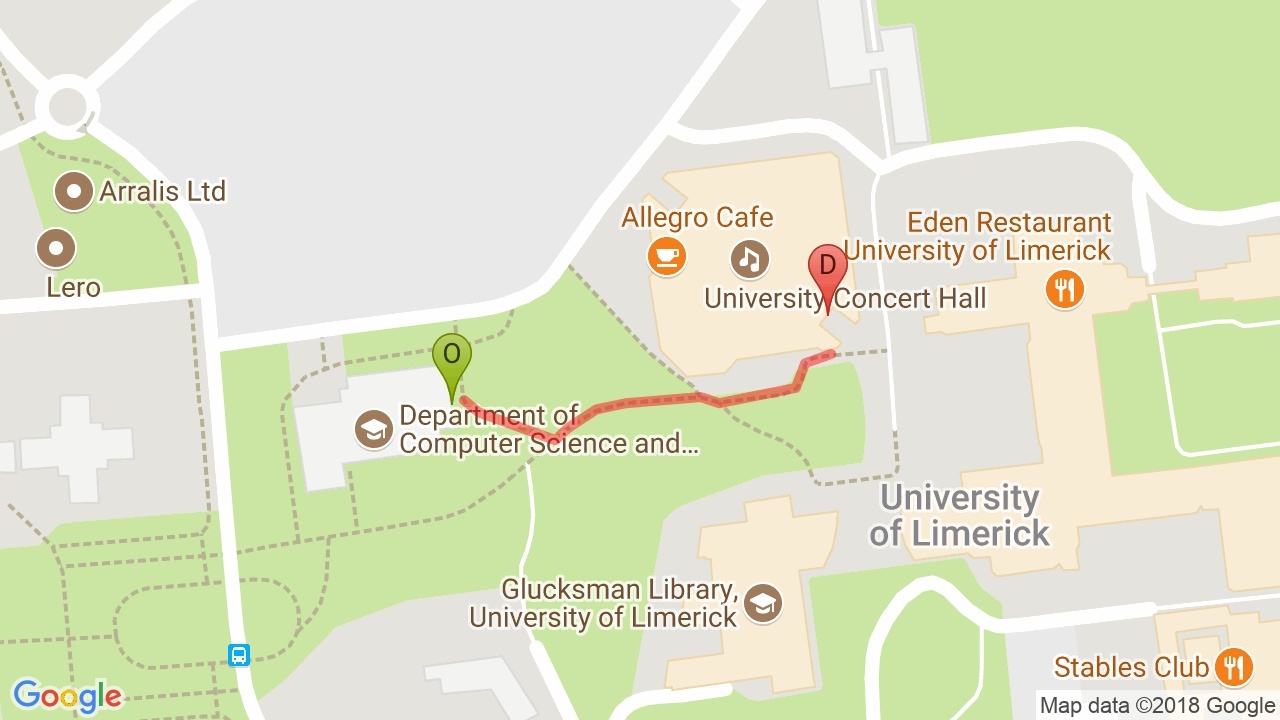 Arralis Ltd
Lero
Allegro Cafe
Eden Restaurant
University of Limerick
D
University Concert Hall
O
Department of
Computer Science and...
University
of Limerick
Glucksman Library,
University of Limerick
Stables Club
Google
Map data ©2018 Google